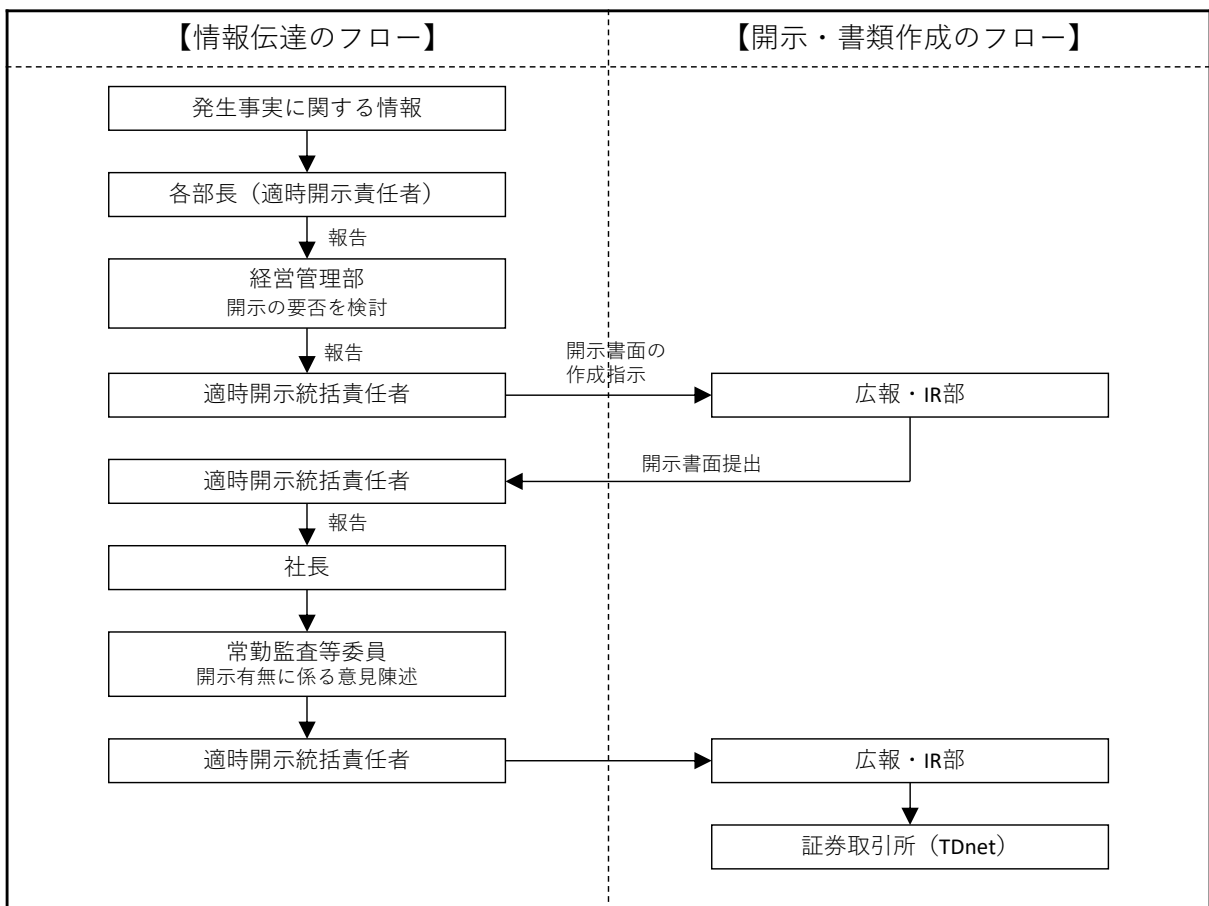 【情報伝達のフロー】
【開示・書類作成のフロー】
発生事実に関する情報
各部長（適時開示責任者）
報告
経営管理部
開示の要否を検討
報告
開示書面の
作成指示
適時開示統括責任者
広報・IR部
開示書面提出
適時開示統括責任者
報告
社長
常勤監査等委員
開示有無に係る意見陳述
適時開示統括責任者
広報・IR部
証券取引所（TDnet）